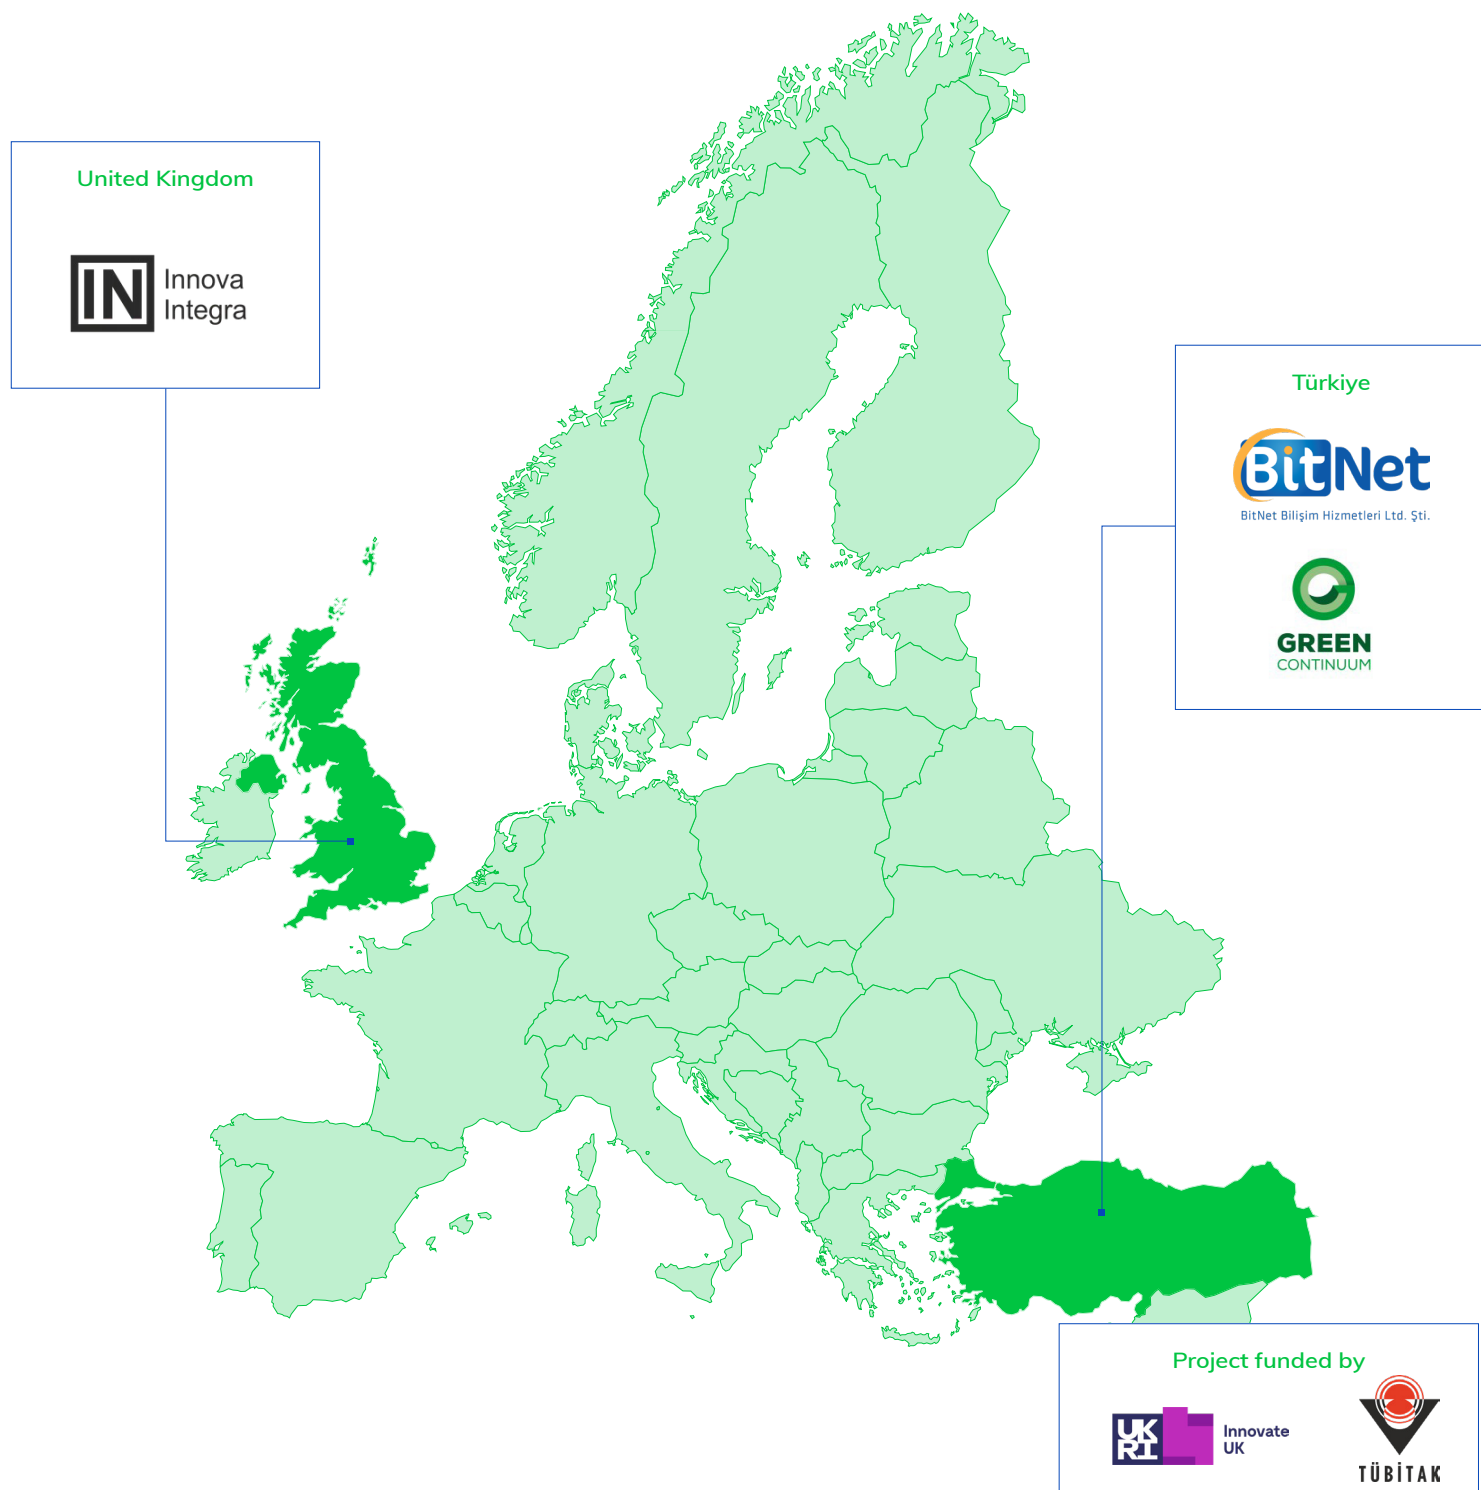 United Kingdom
IN
Innova
Integra
Türkiye
BitNet
BitNet Bilişim Hizmetleri Ltd. Şti.
GREEN
CONTINUUM
Project funded by
UK
RI
Innovate
UK
TÜBİTAK